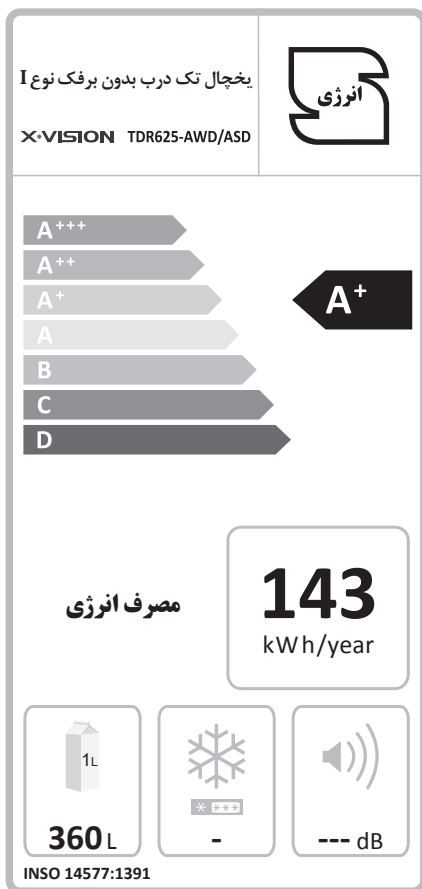 یخچال تک درب بدون برفک نوع I
X·VISION TDR625-AWD/ASD
انرژی
A+++
A++
A+
A
B
C
D
A+
مصرف انرژی
143
kWh/year
1L
360 L
-
--- dB
INSO 14577:1391